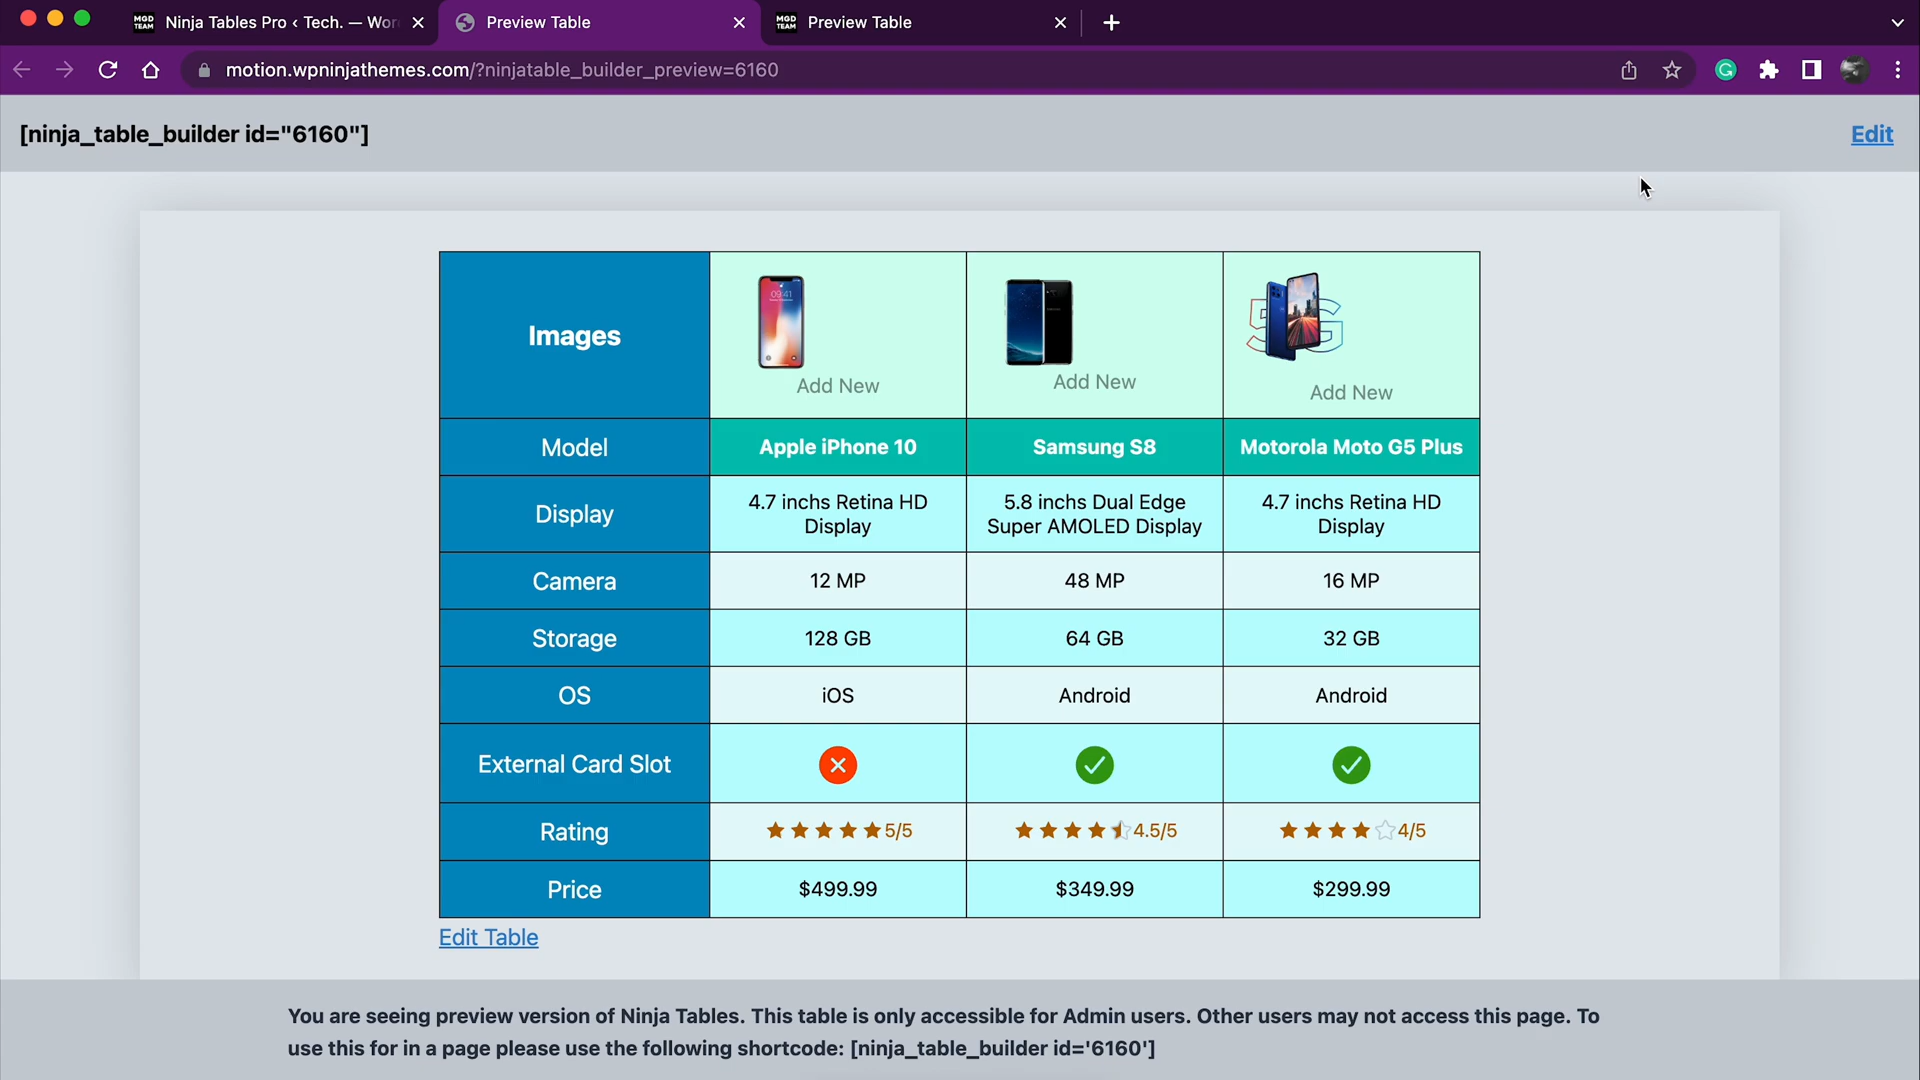 Ninja Tables Pro ‹ Tech. — Wor
Preview Table
Preview Table
motion.wpninjathemes.com/?ninjatable_builder_preview=6160
[ninja_table_builder id="6160"]
Edit
Images
Add New
Add New
Add New
Model
Apple iPhone 10
Samsung S8
Motorola Moto G5 Plus
Display
4.7 inchs Retina HD
Display
5.8 inchs Dual Edge
Super AMOLED Display
4.7 inchs Retina HD
Display
Camera
12 MP
48 MP
16 MP
Storage
128 GB
64 GB
32 GB
OS
iOS
Android
Android
External Card Slot
Rating
5/5
4.5/5
4/5
Price
$499.99
$349.99
$299.99
Edit Table
You are seeing preview version of Ninja Tables. This table is only accessible for Admin users. Other users may not access this page. To
use this for in a page please use the following shortcode: [ninja_table_builder id='6160']